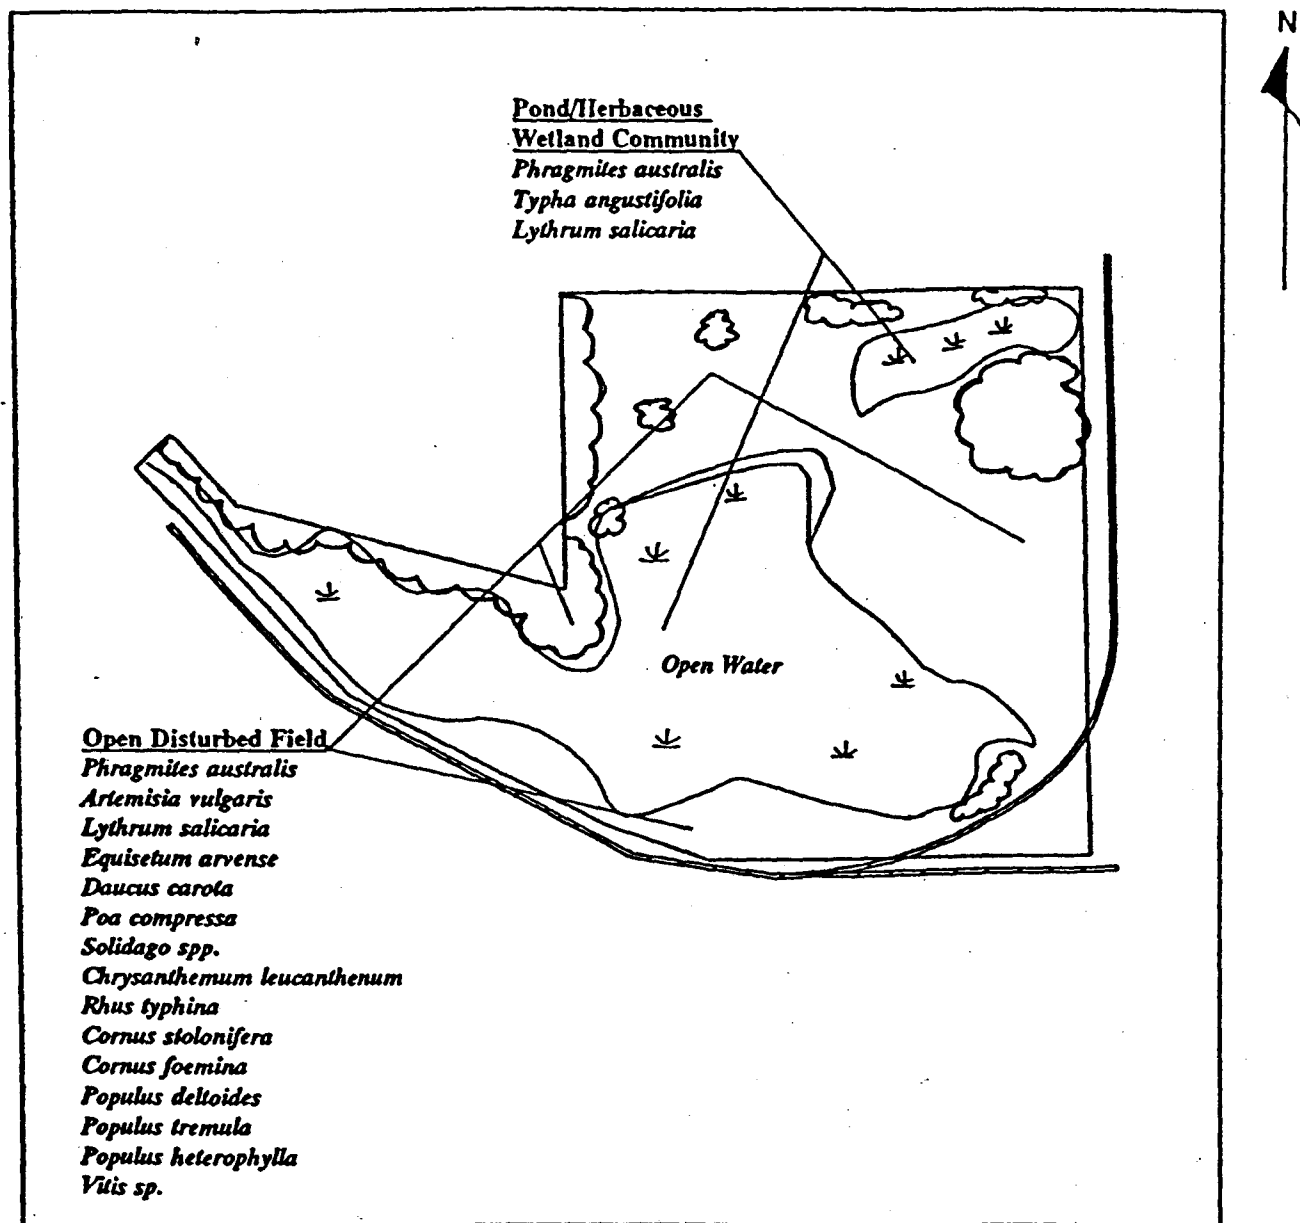 N
Pond/Herbaceous
Wetland Community
Phragmites australis
Typha angustifolia
Lythrum salicaria
Open Water
Open Disturbed Field
Phragmites australis
Artemisia vulgaris
Lythrum salicaria
Equisetum arvense
Daucus carota
Poa compressa
Solidago spp.
Chrysanthemum leucanthenum
Rhus typhina
Cornus stolonifera
Cornus foemina
Populus deltoides
Populus tremula
Populus heterophylla
Vitis sp.